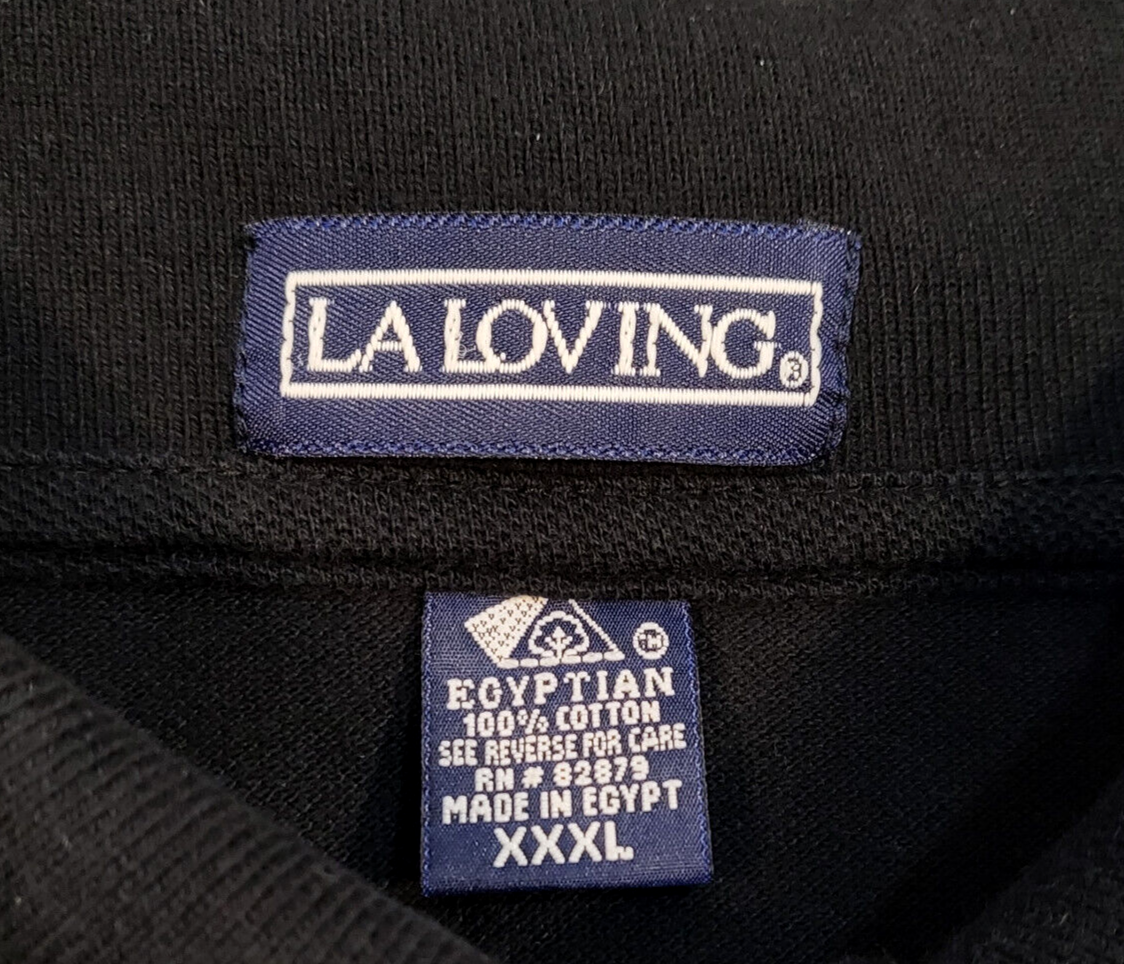 LA LOVING®
EGYPTIAN
100% COTTON
SEE REVERSE FOR CARE
RN # 82879
MADE IN EGYPT
XXXL